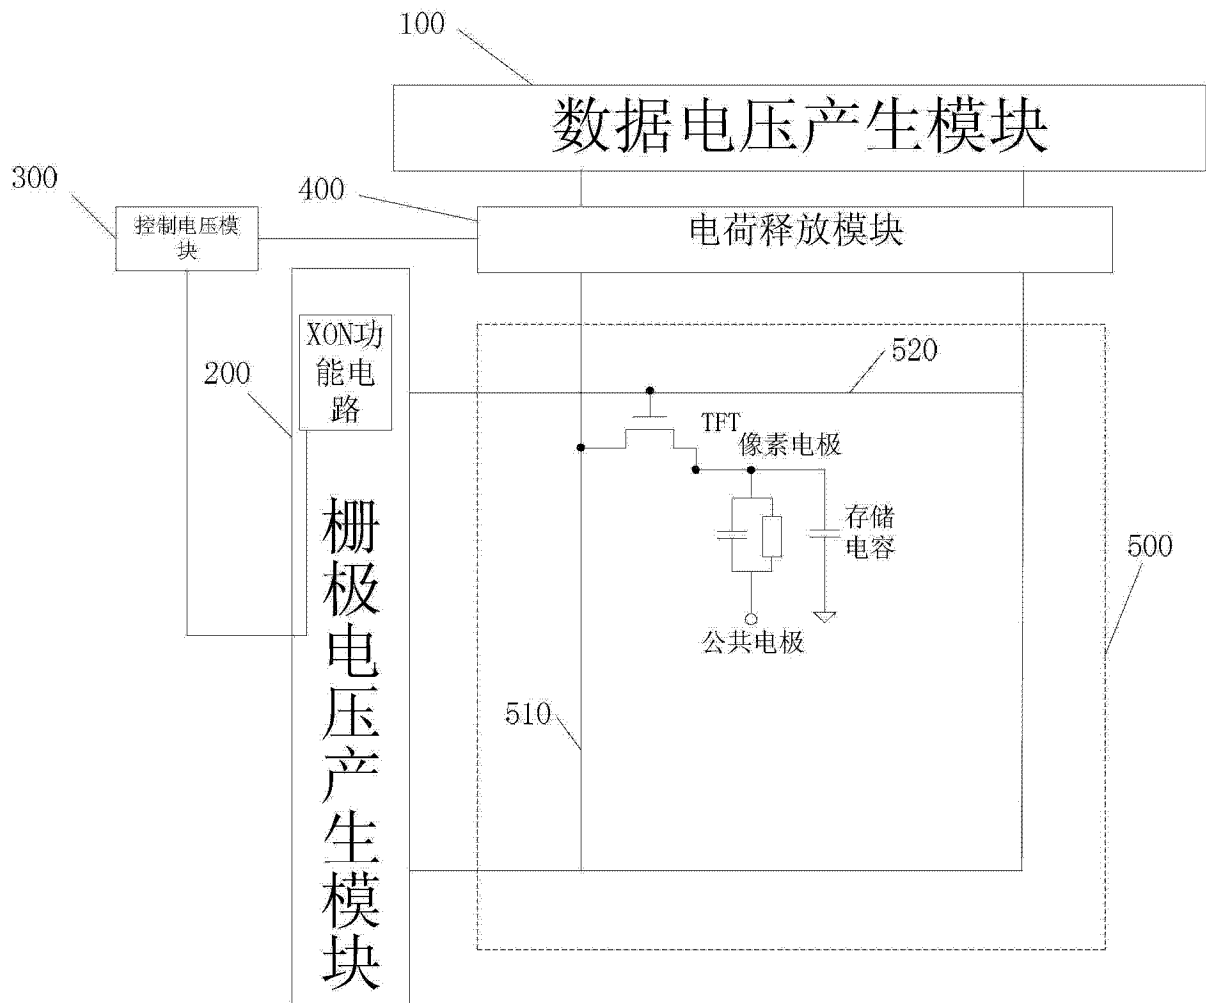 100
数据电压产生模块
300
400
控制电压模
块
电荷释放模块
XON功
能电
路
200
520
TFT
像素电极
存储
电容
500
公共电极
510
栅极电压产生模块